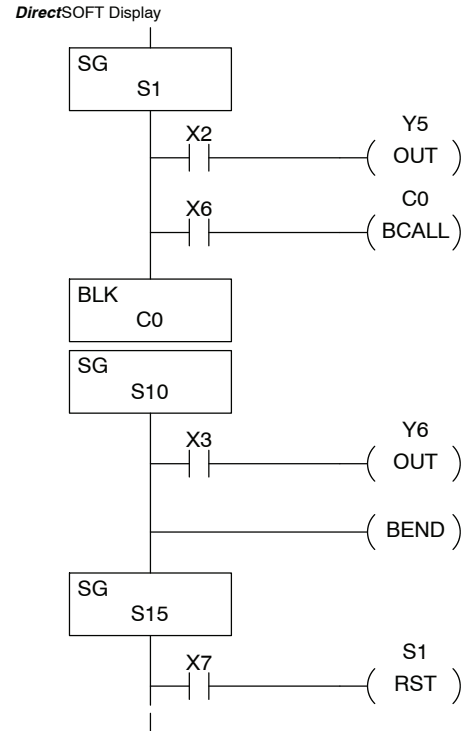 DirectSOFT Display
SG
S1
X2
Y5
OUT
X6
C0
BCALL
BLK
C0
SG
S10
X3
Y6
OUT
BEND
SG
S15
X7
S1
RST